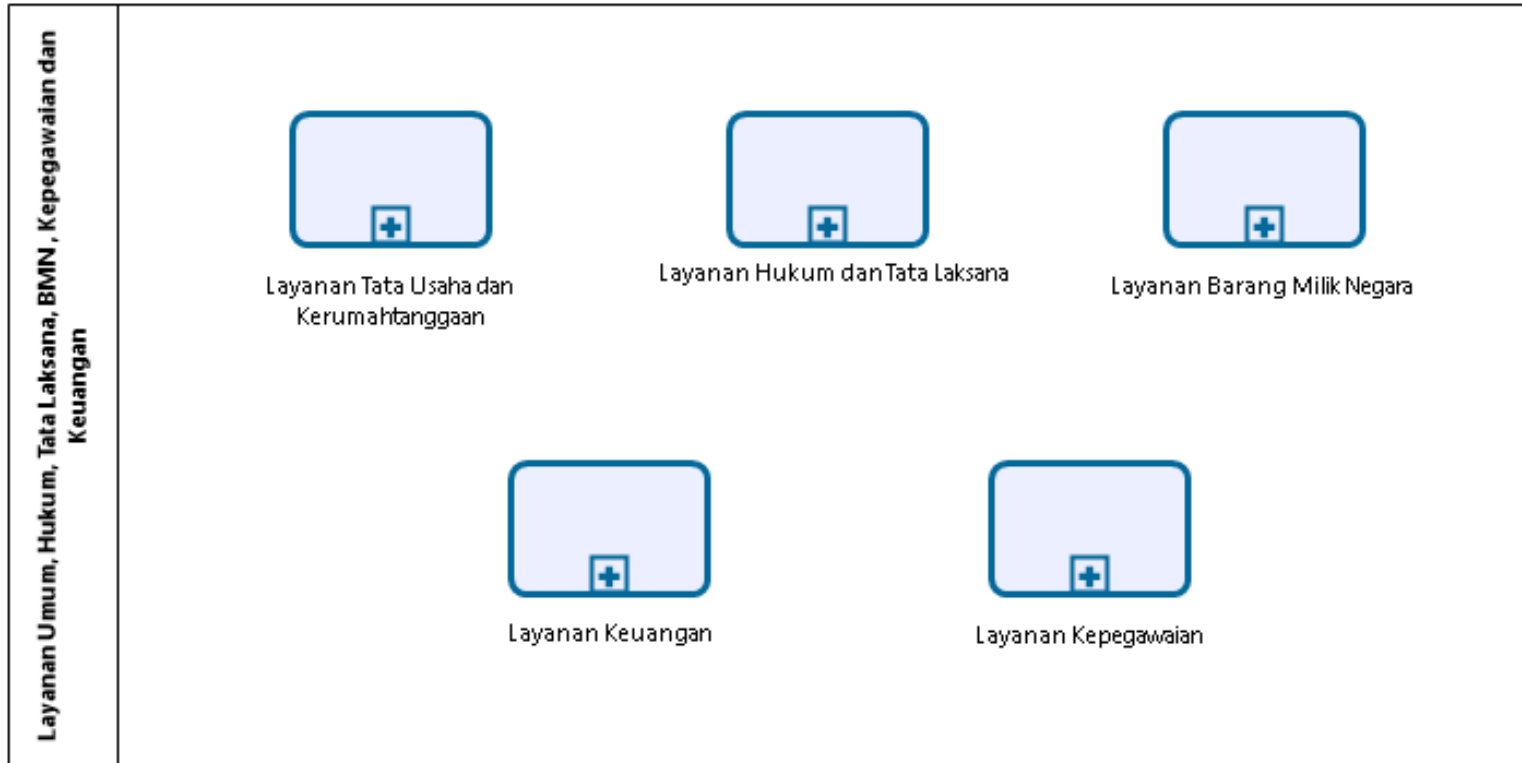 Layanan Umum, Hukum, Tata Laksana, BMN, Kepegawaian dan
Keuangan
Layanan Tata Usaha dan
Kerumahtanggaan
Layanan Hukum dan Tata Laksana
Layanan Barang Milik Negara
Layanan Keuangan
Layanan Kepegawaian